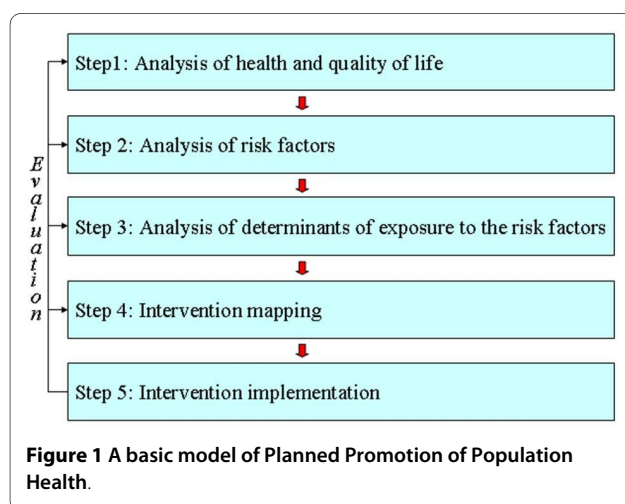 Step1: Analysis of health and quality of life
Step 2: Analysis of risk factors
Evaluation
Step 3: Analysis of determinants of exposure to the risk factors
Step 4: Intervention mapping
Step 5: Intervention implementation
Figure 1 A basic model of Planned Promotion of Population
Health.